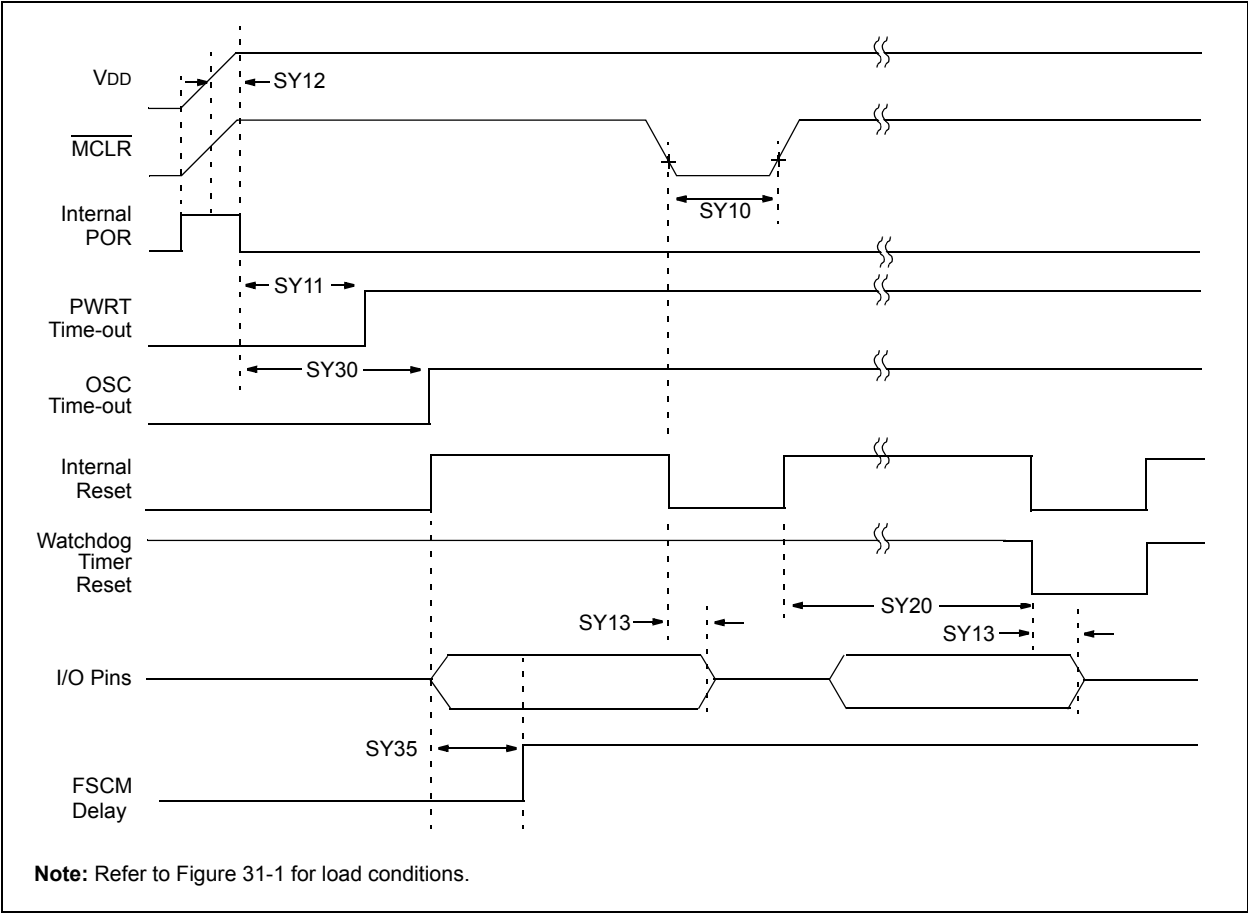 VDD
SY12
MCLR
SY10
Internal
POR
SY11
PWRT
Time-out
SY30
OSC
Time-out
Internal
Reset
Watchdog
Timer
Reset
SY20
SY13
SY13
I/O Pins
SY35
FSCM
Delay
Note: Refer to Figure 31-1 for load conditions.